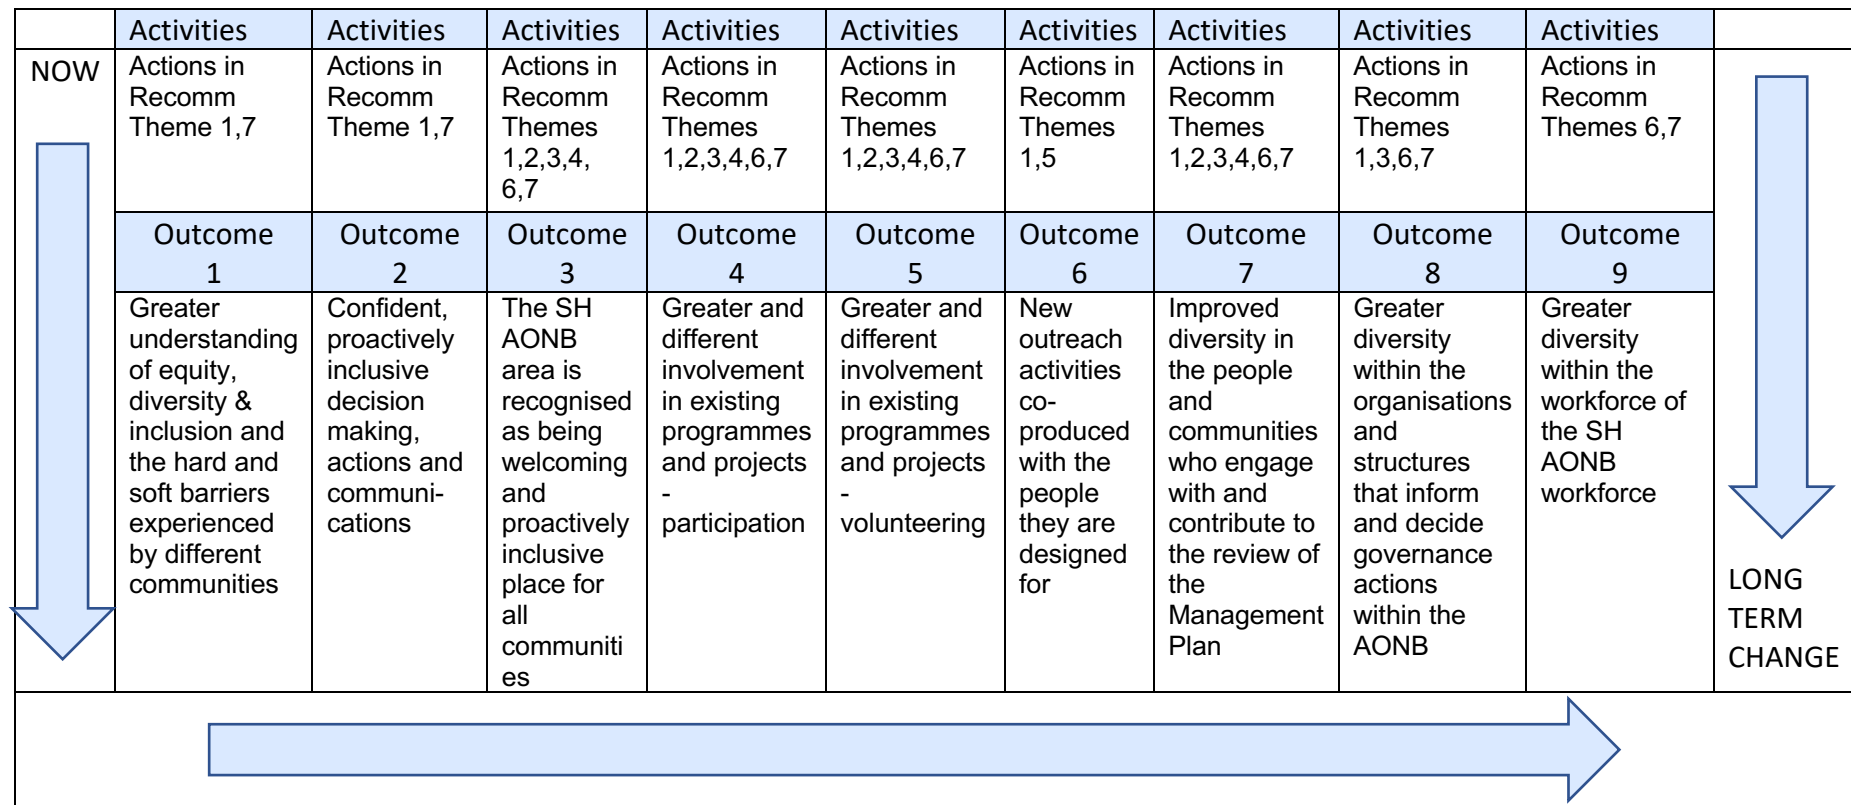 Activities
Activities
Activities
Activities
Activities
Activities
Activities
Activities
Activities
NOW
Actions in
Recomm
Theme 1,7
Actions in
Recomm
Theme 1,7
Actions in
Recomm
Themes
1,2,3,4,
6,7
Actions in
Recomm
Themes
1,2,3,4,6,7
Actions in
Recomm
Themes
1,2,3,4,6,7
Actions in
Recomm
Themes
1,5
Actions in
Recomm
Themes
1,2,3,4,6,7
Actions in
Recomm
Themes
1,3,6,7
Actions in
Recomm
Themes 6,7
Outcome
1
Outcome
2
Outcome
3
Outcome
4
Outcome
5
Outcome
6
Outcome
7
Outcome
8
Outcome
9
Greater
understanding
of equity,
diversity &
inclusion and
the hard and
soft barriers
experienced
by different
communities
Confident,
proactively
inclusive
decision
making,
actions and
communi-
cations
The SH
AONB
area is
recognised
as being
welcoming
and
proactively
inclusive
place for
all
communiti
es
Greater and
different
involvement
in existing
programmes
and projects
-
participation
Greater and
different
involvement
in existing
programmes
and projects
-
volunteering
New
outreach
activities
co-
produced
with the
people
they are
designed
for
Improved
diversity in
the people
and
communities
who engage
with and
contribute to
the review of
the
Management
Plan
Greater
diversity
within the
organisations
and
structures
that inform
and decide
governance
actions
within the
AONB
Greater
diversity
within the
workforce of
the SH
AONB
workforce
LONG
TERM
CHANGE